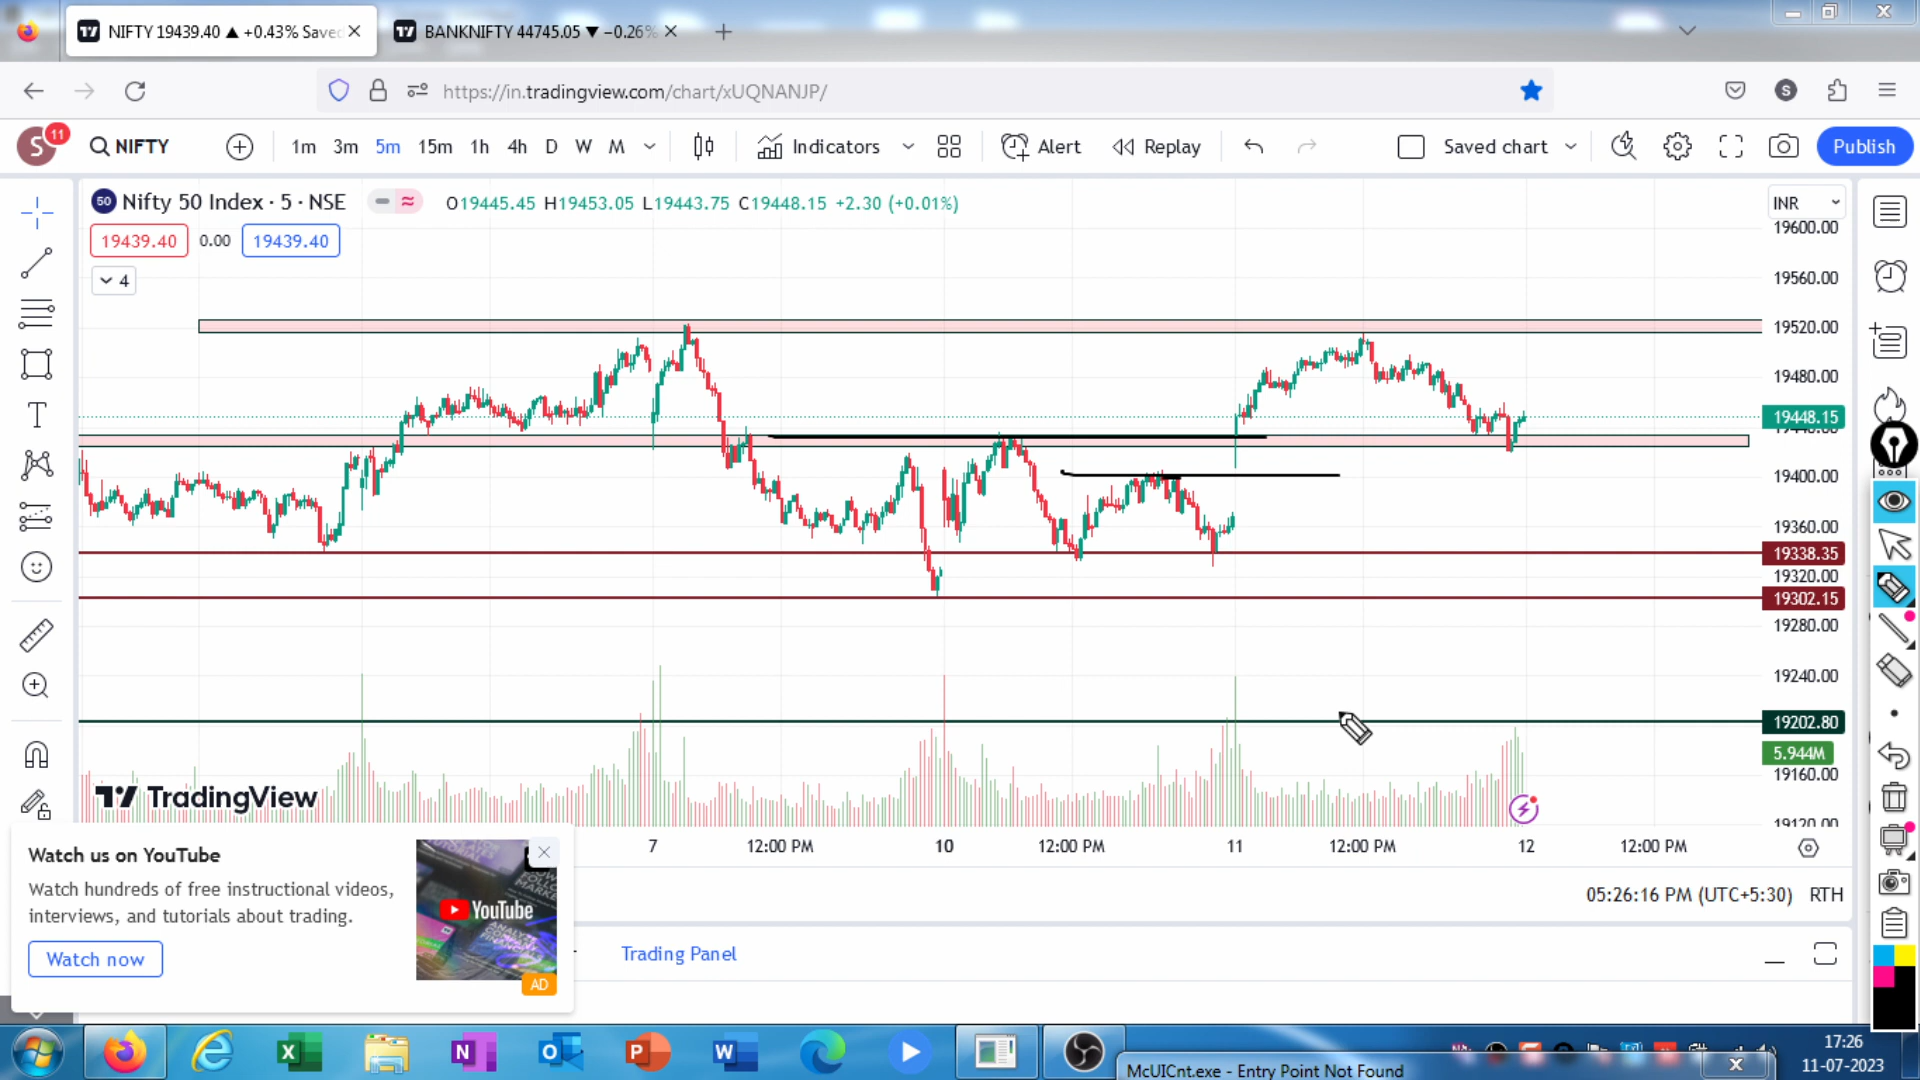 NIFTY 19439.40 ▲ +0.43% Save
BANKNIFTY 44745.05 ▼ −0.26%
https://in.tradingview.com/chart/xUQNANJP/
S
S
11
NIFTY
1m 3m 5m 15m 1h 4h D W M
Indicators
Alert
Replay
Saved chart
Publish
50 Nifty 50 Index · 5 · NSE
O19445.45 H19453.05 L19443.75 C19448.15 +2.30 (+0.01%)
INR
19439.40 0.00 19439.40
4
19600.00
19560.00
19520.00
19480.00
19448.15
19400.00
19360.00
19338.35
19320.00
19302.15
19280.00
19240.00
19202.80
5.944M
19160.00
19120.00
TradingView
7 12:00 PM 10 12:00 PM 11 12:00 PM 12 12:00 PM
Watch us on YouTube
Watch hundreds of free instructional videos,
interviews, and tutorials about trading.
Watch now
YouTube
AD
05:26:16 PM (UTC+5:30) RTH
Trading Panel
17:26
11-07-2023
McUICnt.exe - Entry Point Not Found